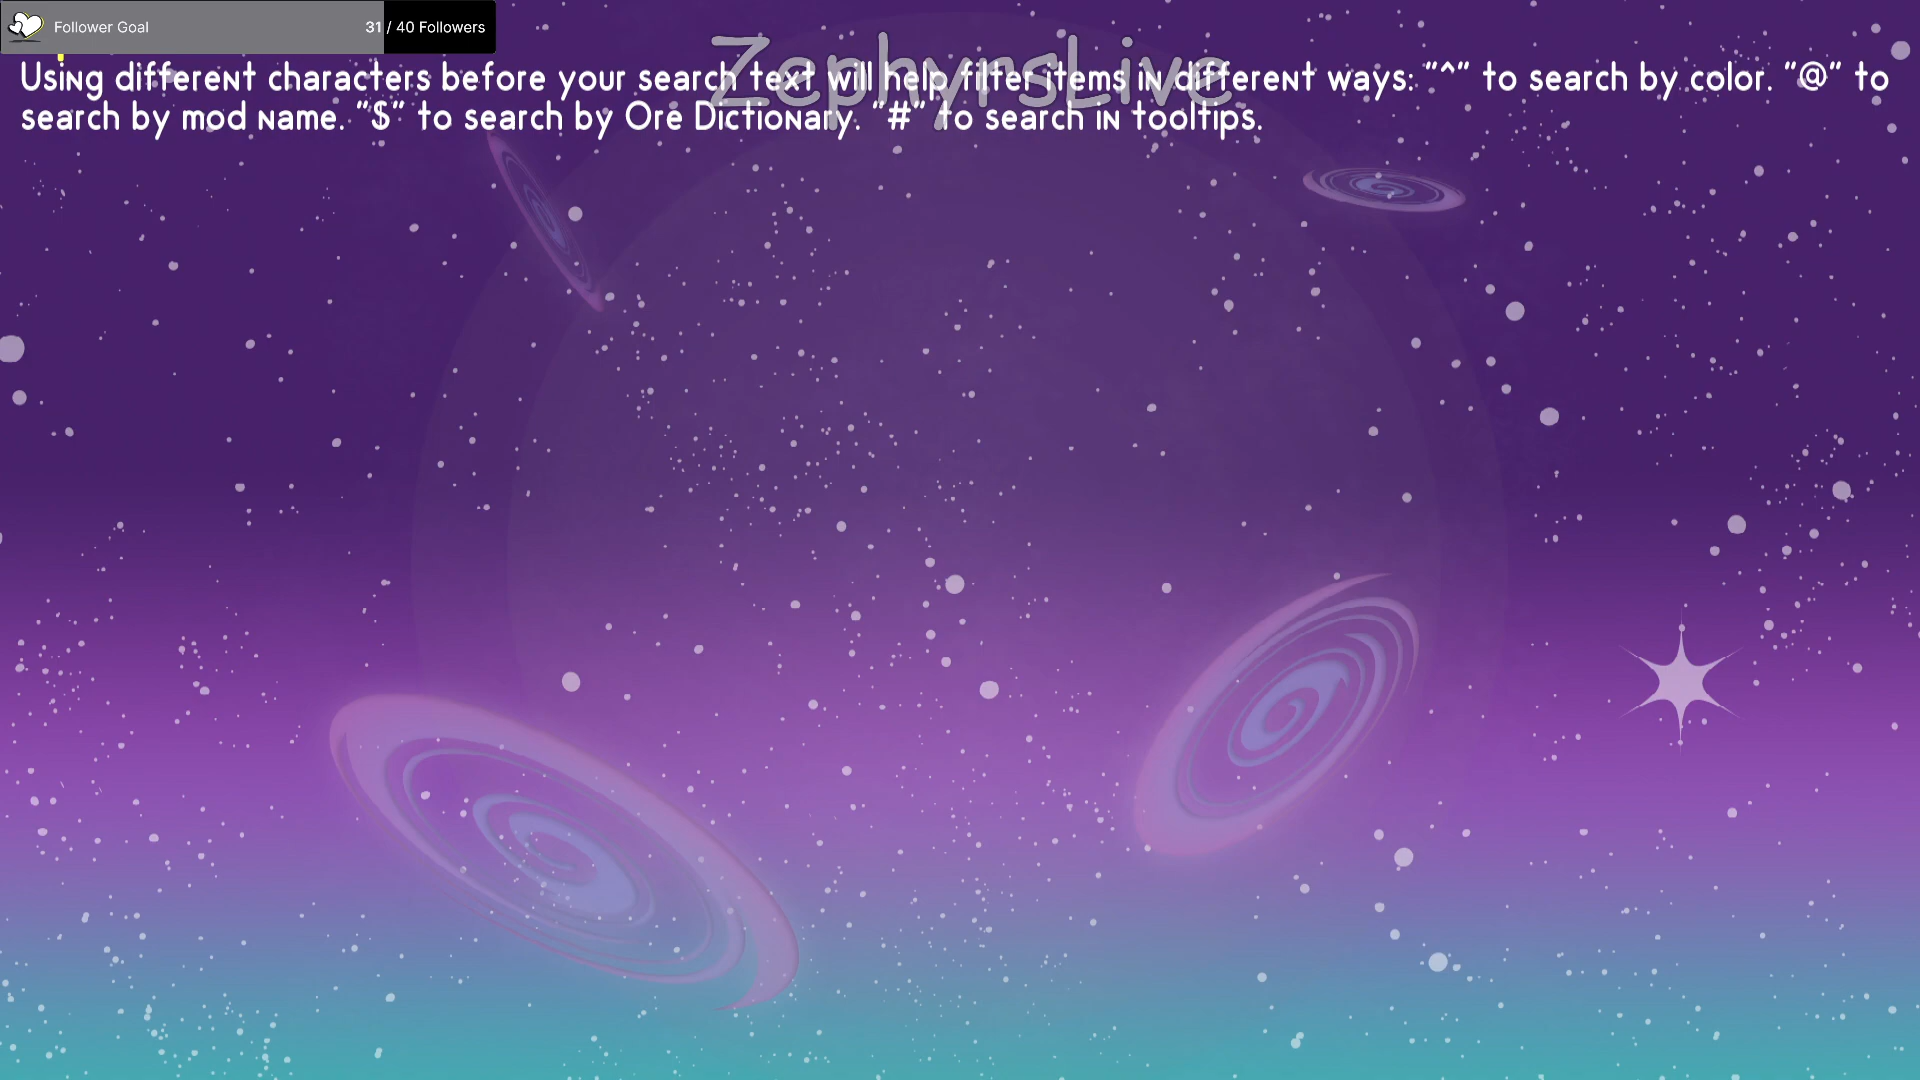 Follower Goal 31 / 40 Followers
ZephyrsLive
Using different characters before your search text will help filter items in different ways: "^" to search by color. "@" to
search by mod name. "$" to search by Ore Dictionary. "#" to search in tooltips.